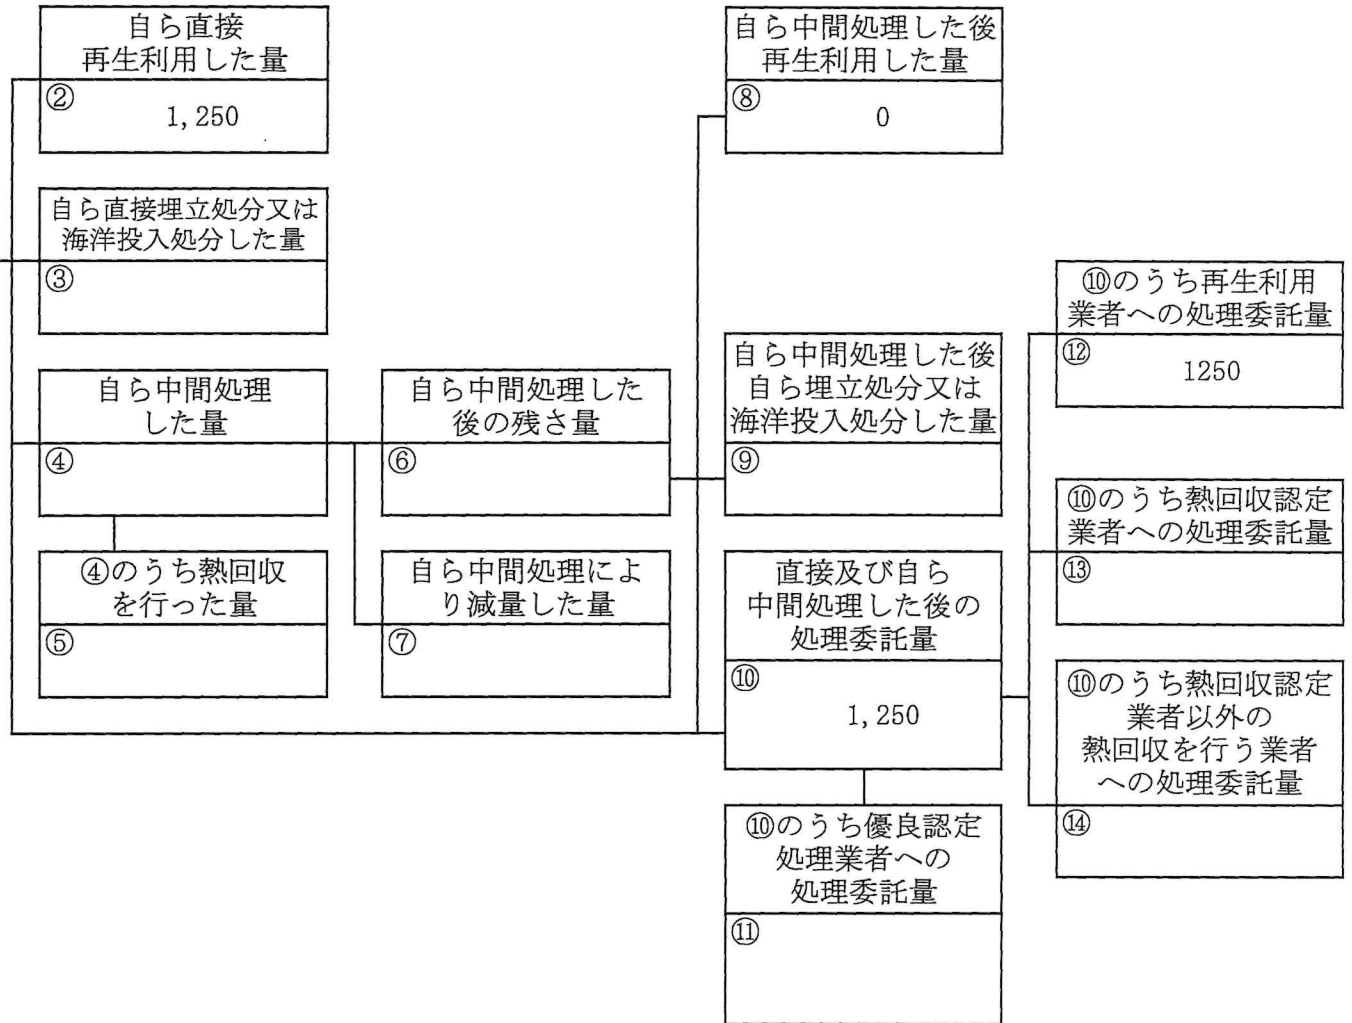 自ら直接
再生利用した量
②
1,250
自ら直接埋立処分又は
海洋投入処分した量
③
自ら中間処理
した量
④
④のうち熱回収
を行った量
⑤
自ら中間処理した
後の残さ量
⑥
自ら中間処理によ
り減量した量
⑦
自ら中間処理した後
再生利用した量
⑧
0
自ら中間処理した後
自ら埋立処分又は
海洋投入処分した量
⑨
直接及び自ら
中間処理した後の
処理委託量
⑩
1,250
⑩のうち優良認定
処理業者への
処理委託量
⑪
⑩のうち再生利用
業者への処理委託量
⑫
1250
⑩のうち熱回収認定
業者への処理委託量
⑬
⑩のうち熱回収認定
業者以外の
熱回収を行う業者
への処理委託量
⑭